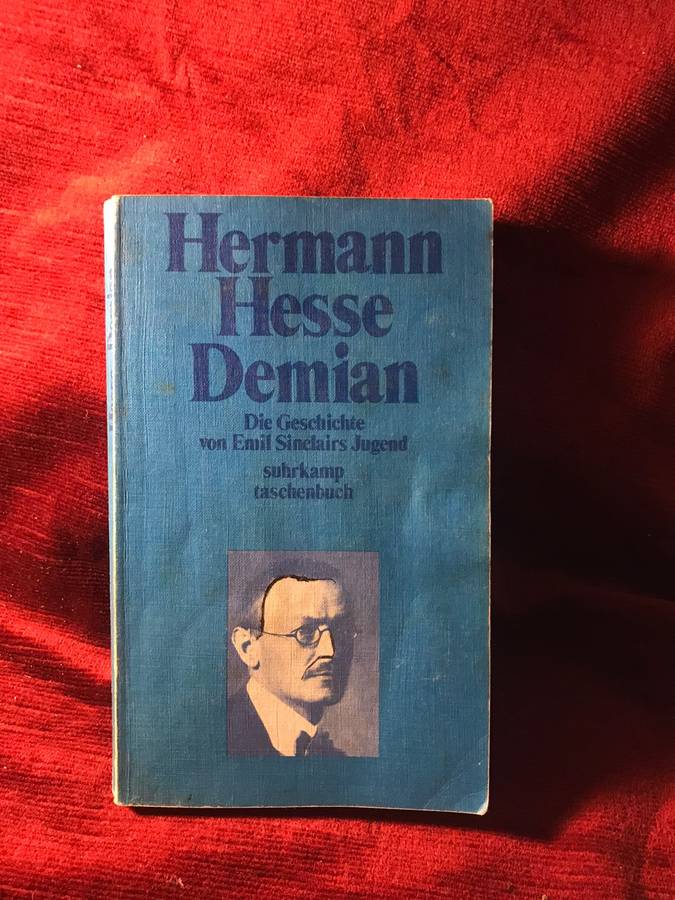 Hermann
Hesse
Demian
Die Geschichte
von Emil Sinclairs Jugend
suhrkamp
taschenbuch